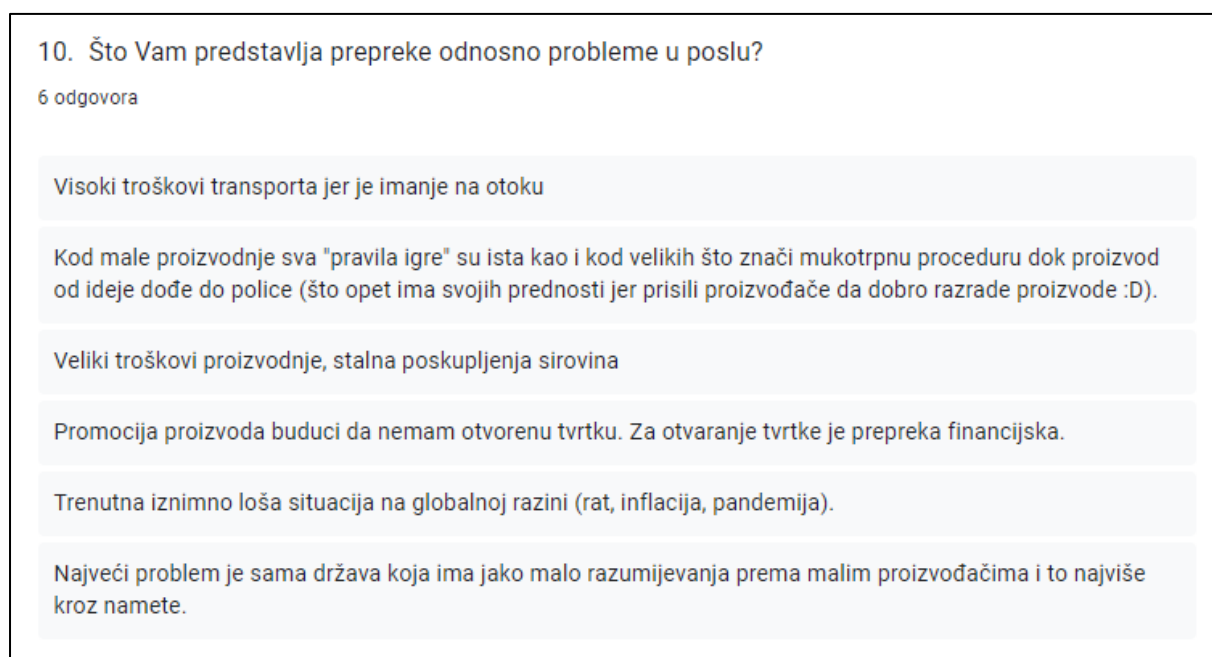 10. Što Vam predstavlja prepreke odnosno probleme u poslu?
6 odgovora
Visoki troškovi transporta jer je imanje na otoku
Kod male proizvodnje sva "pravila igre" su ista kao i kod velikih što znači mukotrpnu proceduru dok proizvod
od ideje dođe do police (što opet ima svojih prednosti jer prisili proizvođače da dobro razrade proizvode :D).
Veliki troškovi proizvodnje, stalna poskupljenja sirovina
Promocija proizvoda buduci da nemam otvorenu tvrtku. Za otvaranje tvrtke je prepreka financijska.
Trenutna iznimno loša situacija na globalnoj razini (rat, inflacija, pandemija).
Najveći problem je sama država koja ima jako malo razumijevanja prema malim proizvođačima i to najviše
kroz namete.